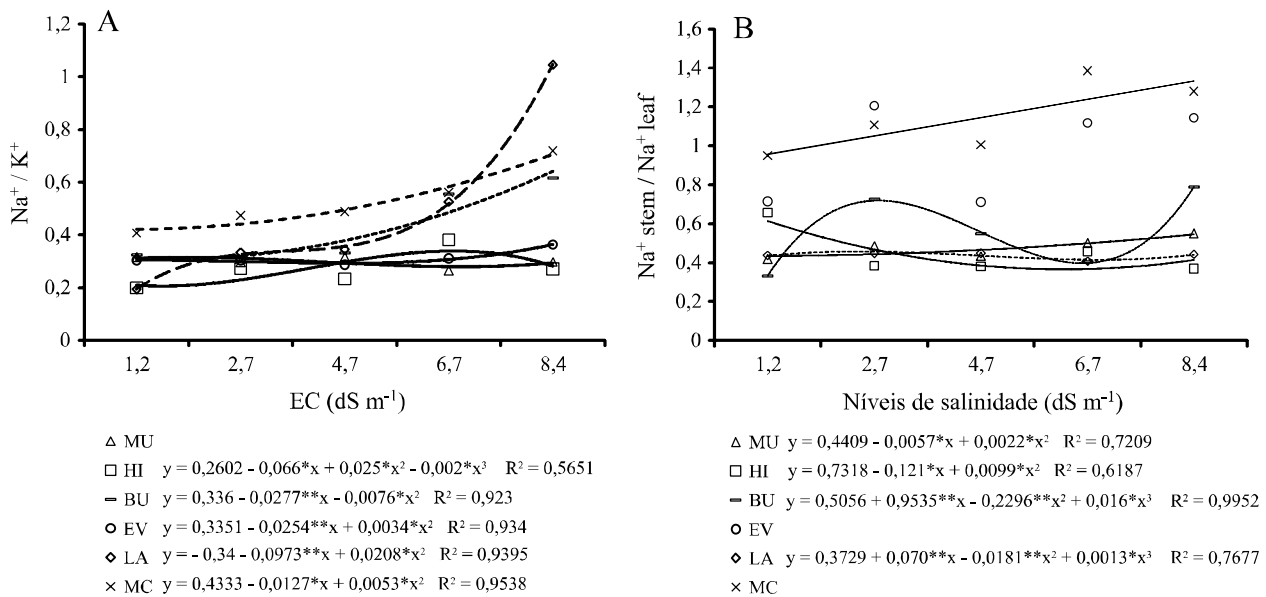 A
1,2
1
0,8
0,6
0,4
0,2
0
Na⁺ / K⁺
1,2 2,7 4,7 6,7 8,4
EC (dS m⁻¹)
MU
HI y = 0,2602 - 0,066*x + 0,025*x² - 0,002*x³ R² = 0,5651
BU y = 0,336 - 0,0277**x - 0,0076*x² R² = 0,923
EV y = 0,3351 - 0,0254**x + 0,0034*x² R² = 0,934
LA y = - 0,34 - 0,0973**x + 0,0208*x² R² = 0,9395
MC y = 0,4333 - 0,0127*x + 0,0053*x² R² = 0,9538
B
1,6
1,4
1,2
1
0,8
0,6
0,4
0,2
0
Na⁺ stem / Na⁺ leaf
1,2 2,7 4,7 6,7 8,4
Níveis de salinidade (dS m⁻¹)
MU y = 0,4409 - 0,0057*x + 0,0022*x² R² = 0,7209
HI y = 0,7318 - 0,121*x + 0,0099*x² R² = 0,6187
BU y = 0,5056 + 0,9535**x - 0,2296**x² + 0,016*x³ R² = 0,9952
EV
LA y = 0,3729 + 0,070**x - 0,0181**x² + 0,0013*x³ R² = 0,7677
MC